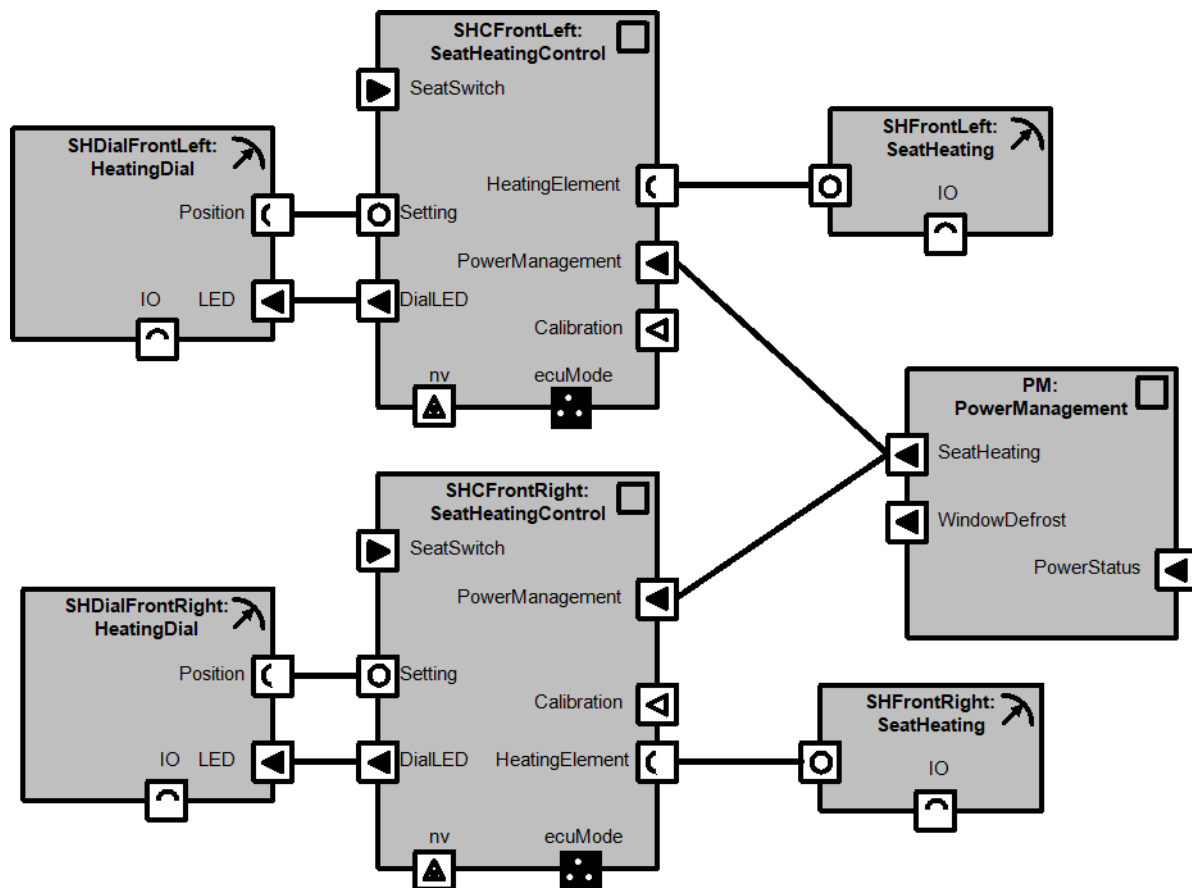 SHCFrontLeft:
SeatHeatingControl
SeatSwitch
HeatingElement
Setting
PowerManagement
DialLED
Calibration
nv
ecuMode
SHDialFrontLeft:
HeatingDial
Position
IO
LED
SHFrontLeft:
SeatHeating
IO
PM:
PowerManagement
SeatHeating
WindowDefrost
PowerStatus
SHCFrontRight:
SeatHeatingControl
SeatSwitch
PowerManagement
Setting
Calibration
DialLED
HeatingElement
nv
ecuMode
SHDialFrontRight:
HeatingDial
Position
IO
LED
SHFrontRight:
SeatHeating
IO